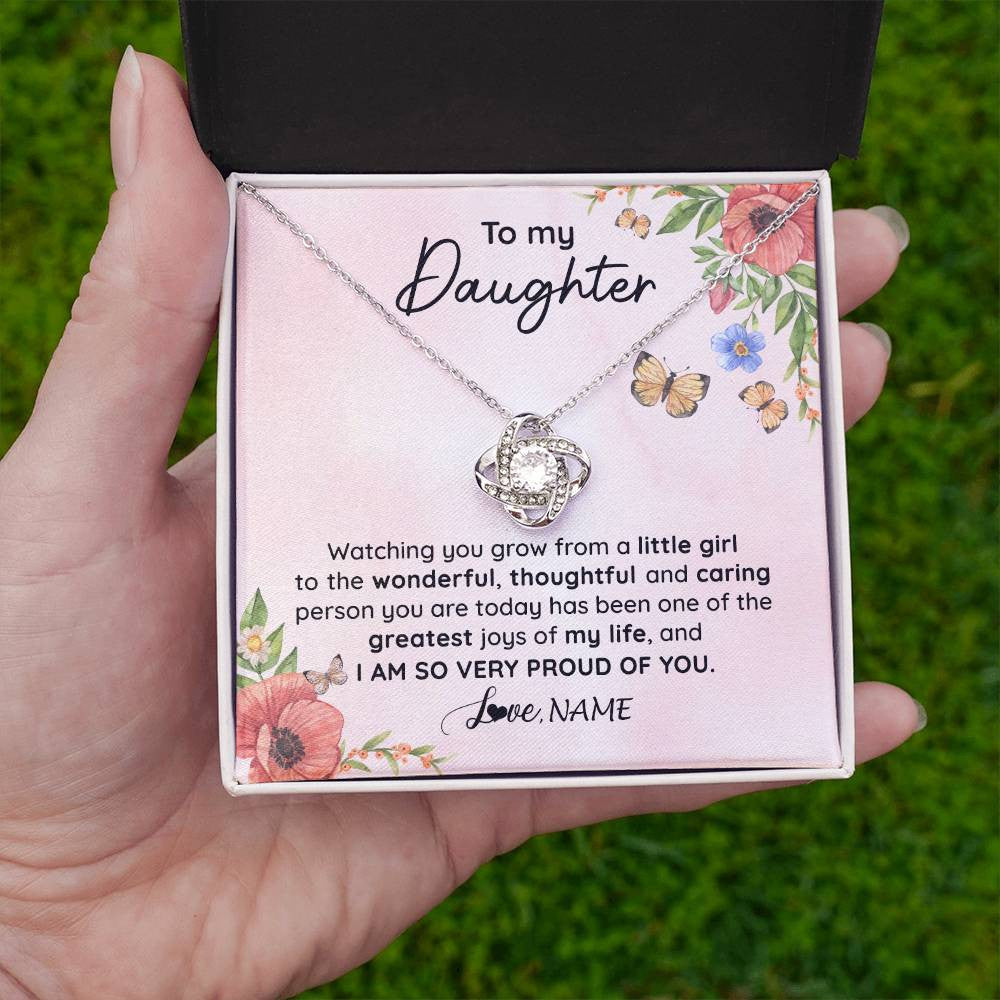 To my
Daughter
Watching you grow from a little girl
to the wonderful, thoughtful and caring
person you are today has been one of the
greatest joys of my life, and
I AM SO VERY PROUD OF YOU.
Love, NAME